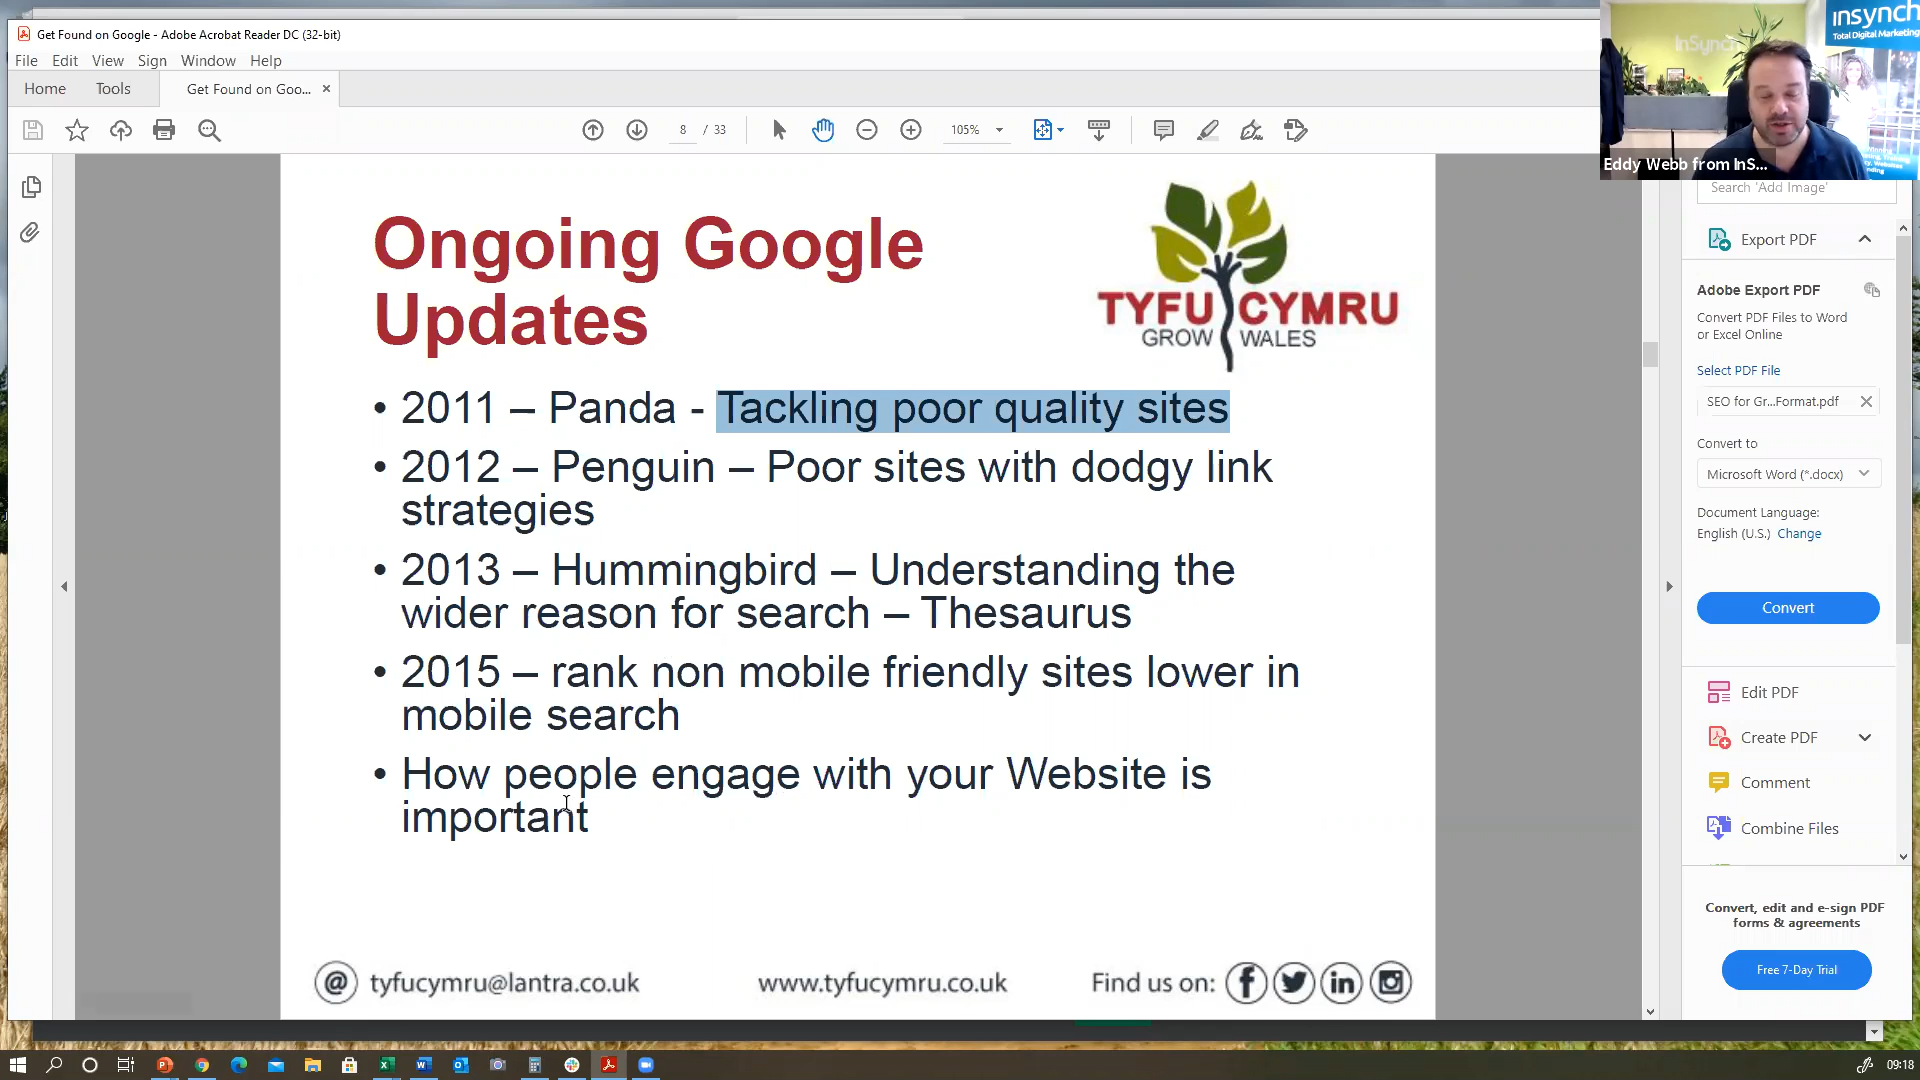 Get Found on Google - Adobe Acrobat Reader DC (32-bit)
File Edit View Sign Window Help
Home Tools Get Found on Goo... ×
8 / 33 105%
insynch
Total Digital Marketing
InSync
Eddy Webb from InS...
Search 'Add Image'
Export PDF
Adobe Export PDF
Convert PDF Files to Word
or Excel Online
Select PDF File
SEO for Gr...Format.pdf
Convert to
Microsoft Word (*.docx)
Document Language:
English (U.S.) Change
Convert
Edit PDF
Create PDF
Comment
Combine Files
Convert, edit and e-sign PDF
forms & agreements
Free 7-Day Trial
Ongoing Google
Updates
TYFU CYMRU
GROW WALES
• 2011 – Panda - Tackling poor quality sites
• 2012 – Penguin – Poor sites with dodgy link
strategies
• 2013 – Hummingbird – Understanding the
wider reason for search – Thesaurus
• 2015 – rank non mobile friendly sites lower in
mobile search
• How people engage with your Website is
important
@ tyfucymru@lantra.co.uk www.tyfucymru.co.uk Find us on:
09:18